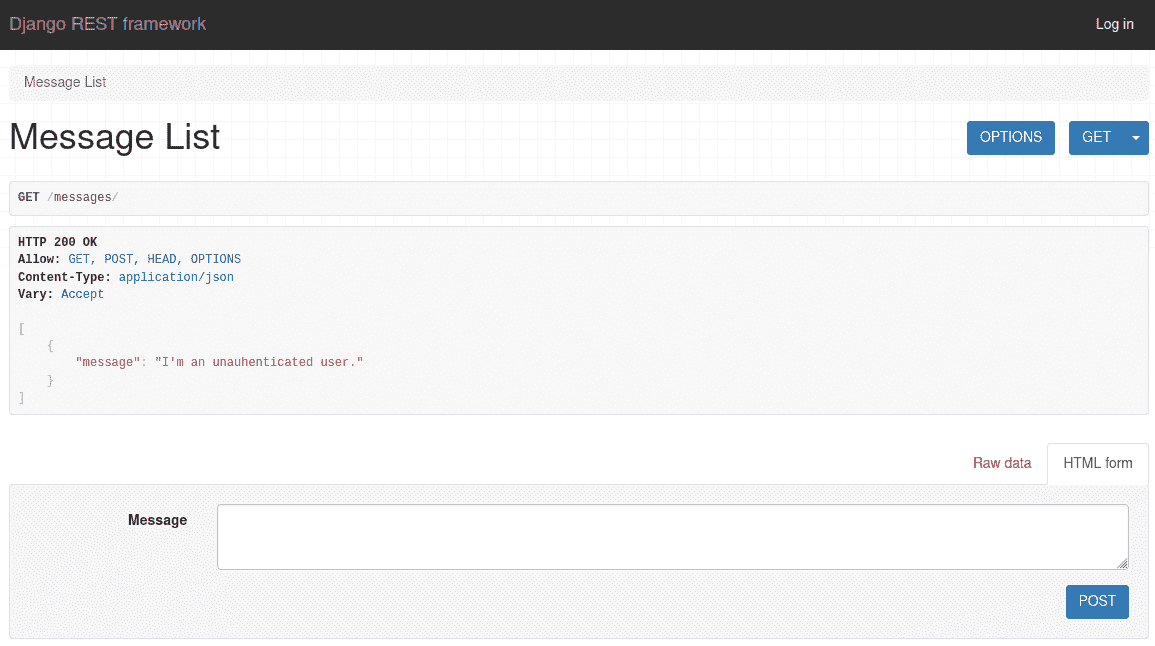 Django REST framework
Log in
Message List
Message List
OPTIONS
GET
GET /messages/
HTTP 200 OK
Allow: GET, POST, HEAD, OPTIONS
Content-Type: application/json
Vary: Accept
[
    {
        "message": "I'm an unauhenticated user."
    }
]
Raw data
HTML form
Message
POST